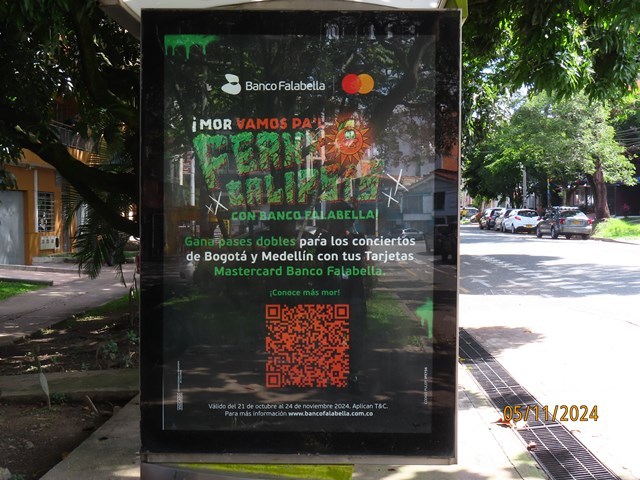 Banco Falabella
¡MOR VAMOS PA'L
FERXXO
CALIPSIS
CON BANCO FALABELLA!
Gana pases dobles para los conciertos
de Bogotá y Medellín con tus Tarjetas
Mastercard Banco Falabella.
¡Conoce más mor!
Válido del 21 de octubre al 24 de noviembre 2024. Aplican T&C.
Para más información www.bancofalabella.com.co
05/11/2024